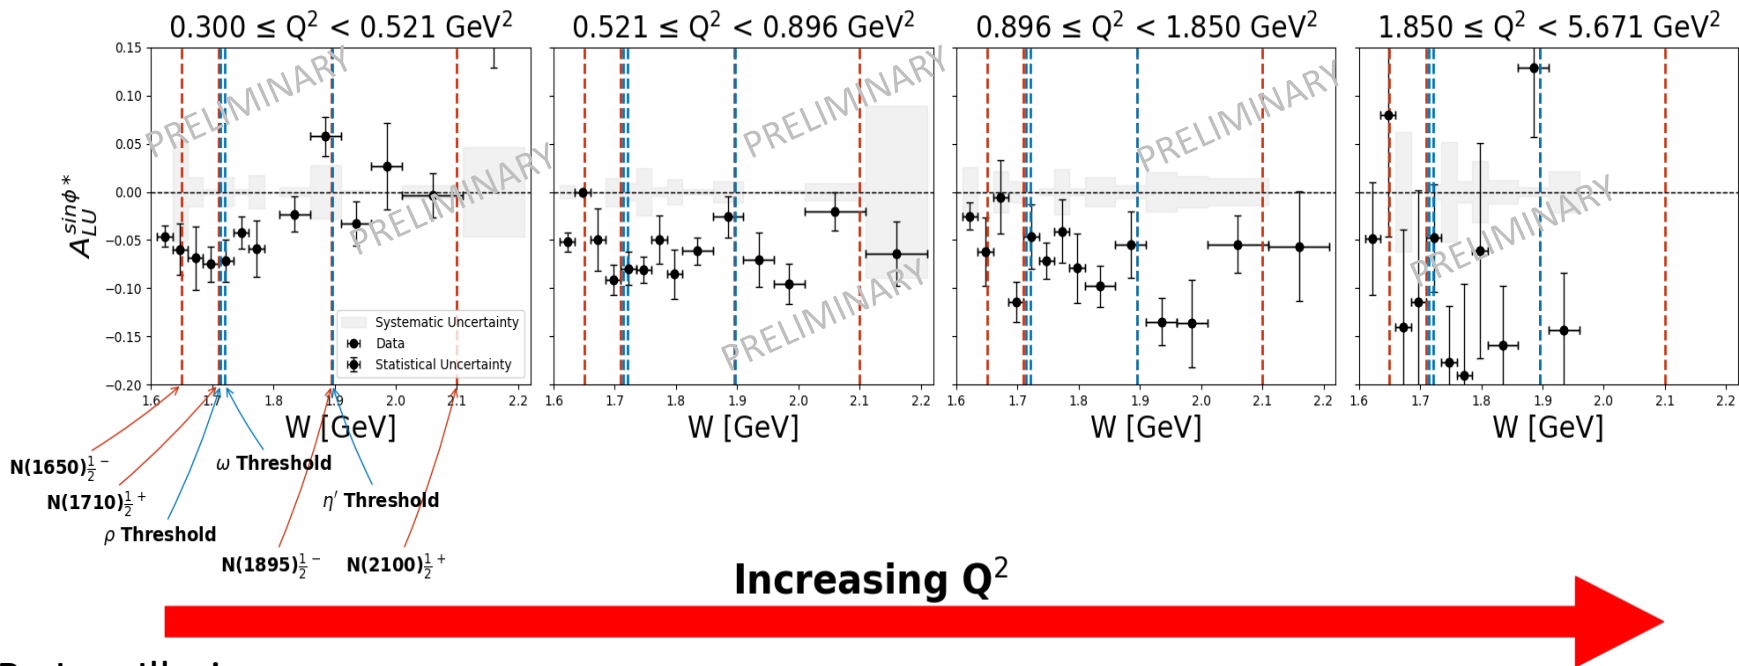 0.300 ≤ Q² < 0.521 GeV² 0.521 ≤ Q² < 0.896 GeV² 0.896 ≤ Q² < 1.850 GeV² 1.850 ≤ Q² < 5.671 GeV²
0.15
0.10
0.05
0.00
−0.05
−0.10
−0.15
−0.20
A_{LU}^{sinϕ*}
PRELIMINARY
PRELIMINARY
PRELIMINARY
PRELIMINARY
PRELIMINARY
PRELIMINARY
Systematic Uncertainty
Data
Statistical Uncertainty
1.6 1.7 1.8 1.9 2.0 2.1 2.2 1.6 1.7 1.8 1.9 2.0 2.1 2.2 1.6 1.7 1.8 1.9 2.0 2.1 2.2 1.6 1.7 1.8 1.9 2.0 2.1 2.2
W [GeV] W [GeV] W [GeV] W [GeV]
N(1650)½⁻ ω Threshold
N(1710)½⁺ η′ Threshold
ρ Threshold
N(1895)½⁻ N(2100)½⁺
Increasing Q²